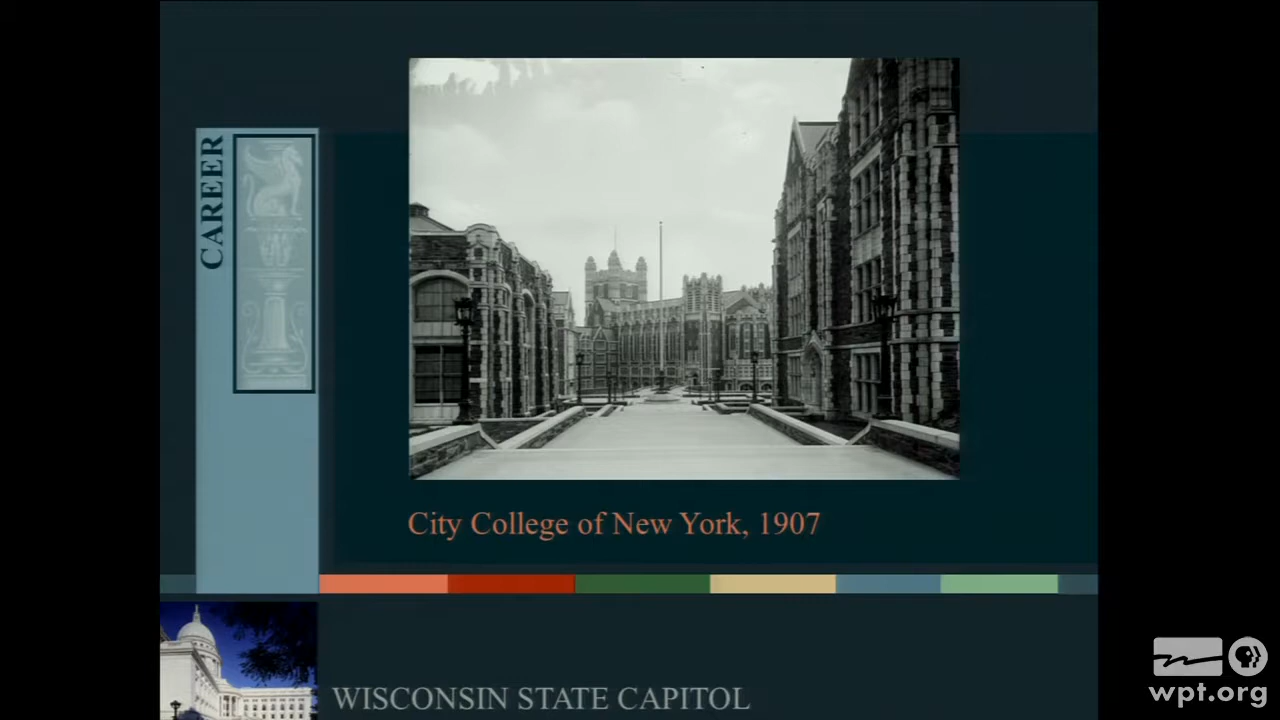 CAREER
City College of New York, 1907
WISCONSIN STATE CAPITOL
wpt.org